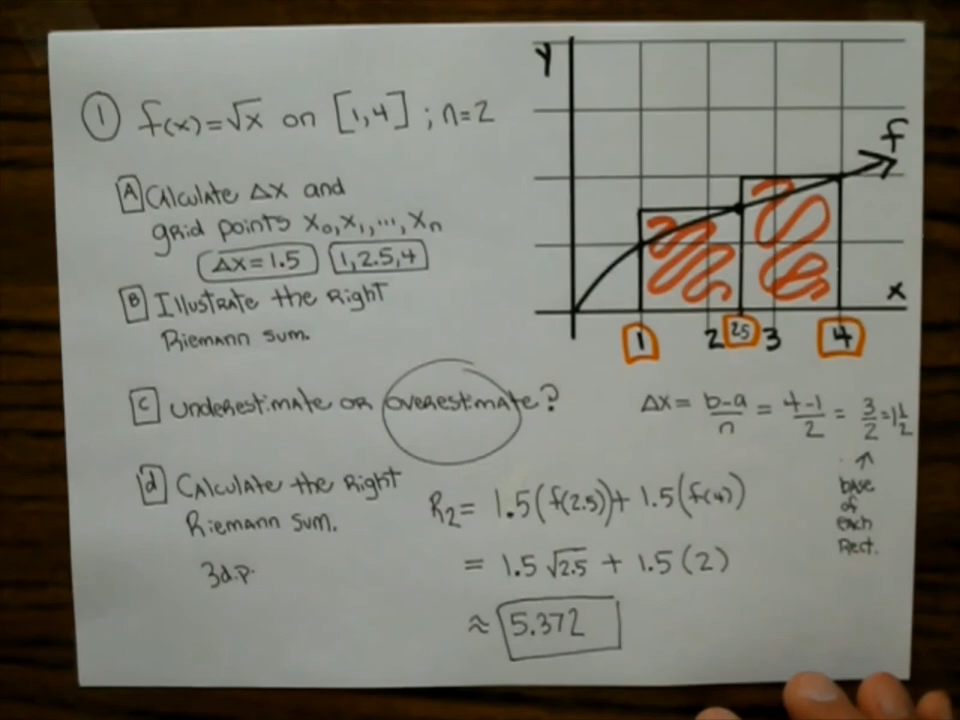 1 f(x)=√x on [1,4] ; n=2
A Calculate Δx and
grid points x₀, x₁, ..., xₙ
Δx = 1.5 1, 2.5, 4
B Illustrate the Right
Riemann sum.
C Underestimate or overestimate?
d Calculate the Right
Riemann sum.
3d.p.
y
f
x
1 2 2.5 3 4
Δx = b-a/n = 4-1/2 = 3/2 = 1 1/2
↑
base
of
each
Rect.
R₂ = 1.5(f(2.5)) + 1.5(f(4))
= 1.5 √2.5 + 1.5(2)
≈ 5.372